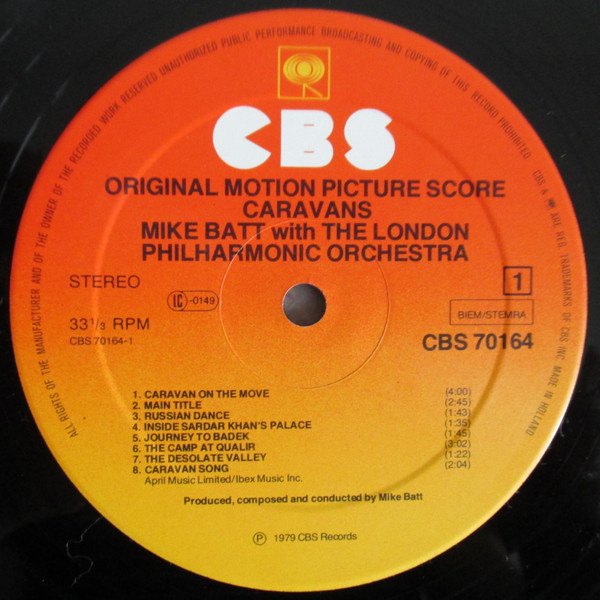 ALL RIGHTS OF THE MANUFACTURER AND OF THE OWNER OF THE RECORDED WORK RESERVED UNAUTHORIZED PUBLIC PERFORMANCE BROADCASTING AND COPYING OF THIS RECORD PROHIBITED
CBS & ARE REG. TRADEMARKS OF CBS INC. MADE IN HOLLAND
CBS
ORIGINAL MOTION PICTURE SCORE
CARAVANS
MIKE BATT with THE LONDON
PHILHARMONIC ORCHESTRA
STEREO
LC-0149
1
33 1/3 RPM
BIEM/STEMRA
CBS 70164-1
CBS 70164
1. CARAVAN ON THE MOVE (4:00)
2. MAIN TITLE (2:45)
3. RUSSIAN DANCE (1:43)
4. INSIDE SARDAR KHAN'S PALACE (1:35)
5. JOURNEY TO BADEK (1:45)
6. THE CAMP AT QUALIR (3:02)
7. THE DESOLATE VALLEY (1:22)
8. CARAVAN SONG (2:04)
April Music Limited/Ibex Music Inc.
Produced, composed and conducted by Mike Batt
Ⓟ 1979 CBS Records